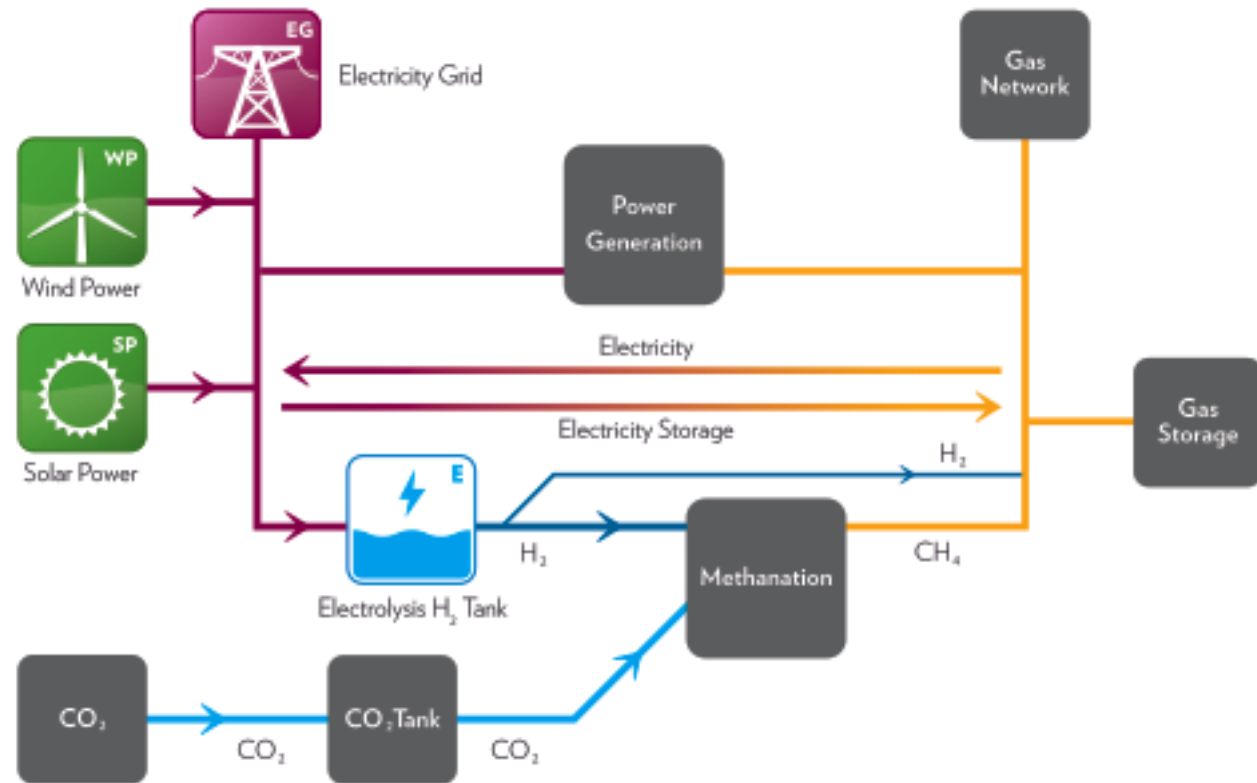 EG
Electricity Grid
Gas
Network
WP
Wind Power
Power
Generation
SP
Solar Power
Electricity
Electricity Storage
Gas
Storage
H₂
E
H₂
Electrolysis H₂ Tank
Methanation
CH₄
CO₂
CO₂
CO₂Tank
CO₂